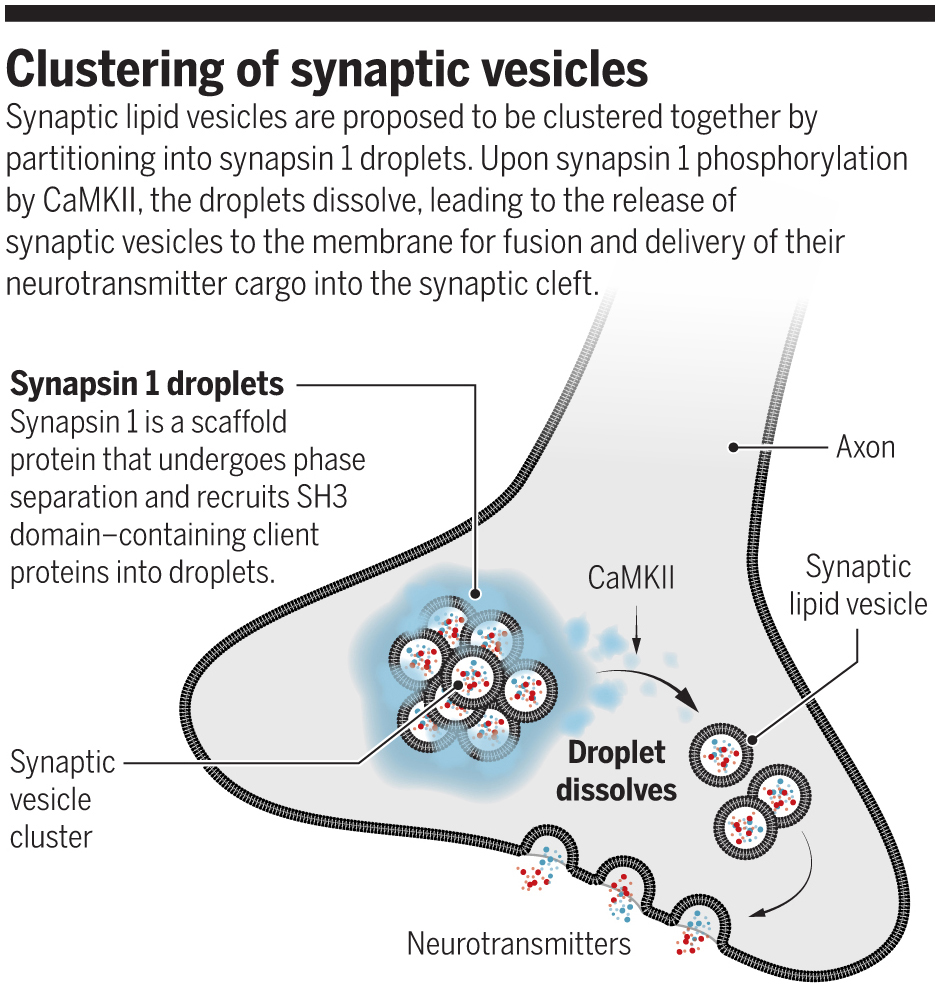 Clustering of synaptic vesicles
Synaptic lipid vesicles are proposed to be clustered together by
partitioning into synapsin 1 droplets. Upon synapsin 1 phosphorylation
by CaMKII, the droplets dissolve, leading to the release of
synaptic vesicles to the membrane for fusion and delivery of their
neurotransmitter cargo into the synaptic cleft.
Synapsin 1 droplets
Synapsin 1 is a scaffold
protein that undergoes phase
separation and recruits SH3
domain–containing client
proteins into droplets.
Axon
CaMKII
Synaptic
lipid vesicle
Droplet
dissolves
Synaptic
vesicle
cluster
Neurotransmitters